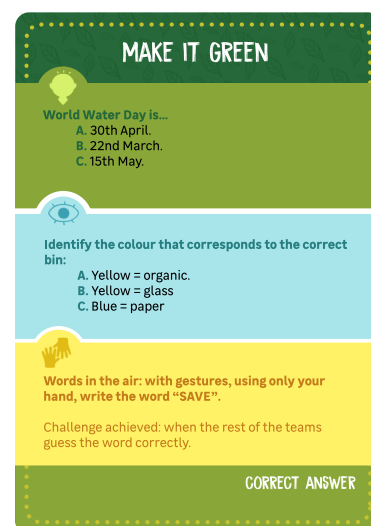 MAKE IT GREEN
World Water Day is...
A. 30th April.
B. 22nd March.
C. 15th May.
Identify the colour that corresponds to the correct
bin:
A. Yellow = organic.
B. Yellow = glass
C. Blue = paper
Words in the air: with gestures, using only your
hand, write the word “SAVE”.
Challenge achieved: when the rest of the teams
guess the word correctly.
CORRECT ANSWER